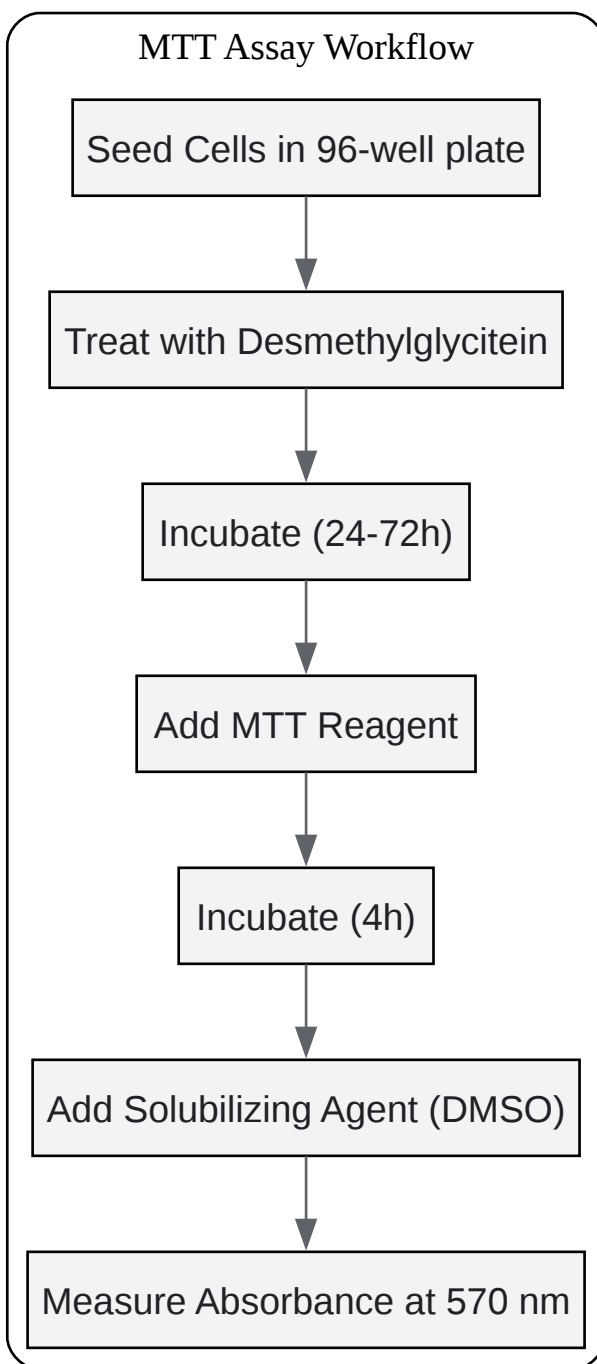 MTT Assay Workflow
Seed Cells in 96-well plate
Treat with Desmethylglycitein
Incubate (24-72h)
Add MTT Reagent
Incubate (4h)
Add Solubilizing Agent (DMSO)
Measure Absorbance at 570 nm